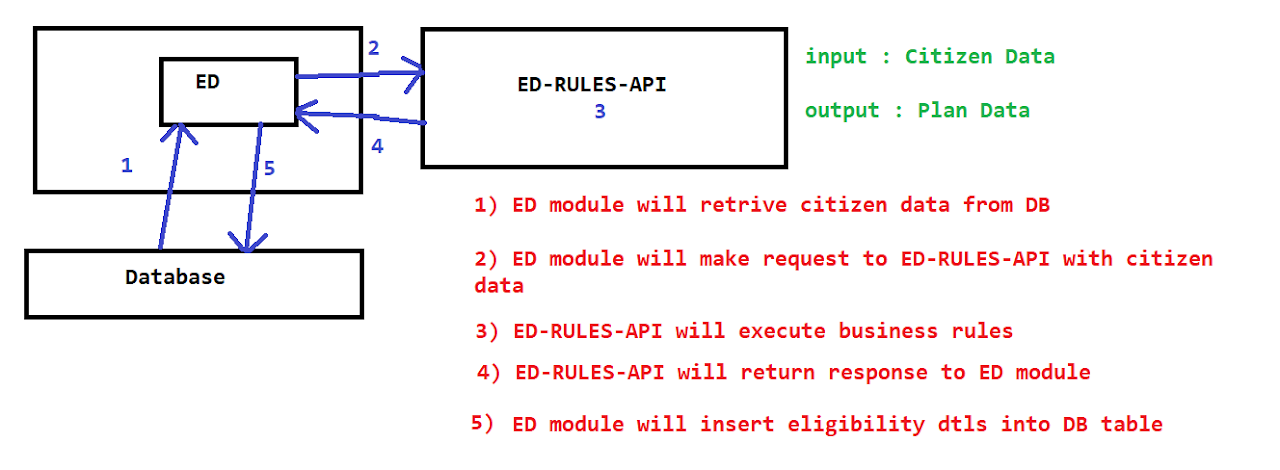 2
ED
ED-RULES-API
3
input : Citizen Data
output : Plan Data
4
1
5
Database
1) ED module will retrive citizen data from DB
2) ED module will make request to ED-RULES-API with citizen
data
3) ED-RULES-API will execute business rules
4) ED-RULES-API will return response to ED module
5) ED module will insert eligibility dtls into DB table